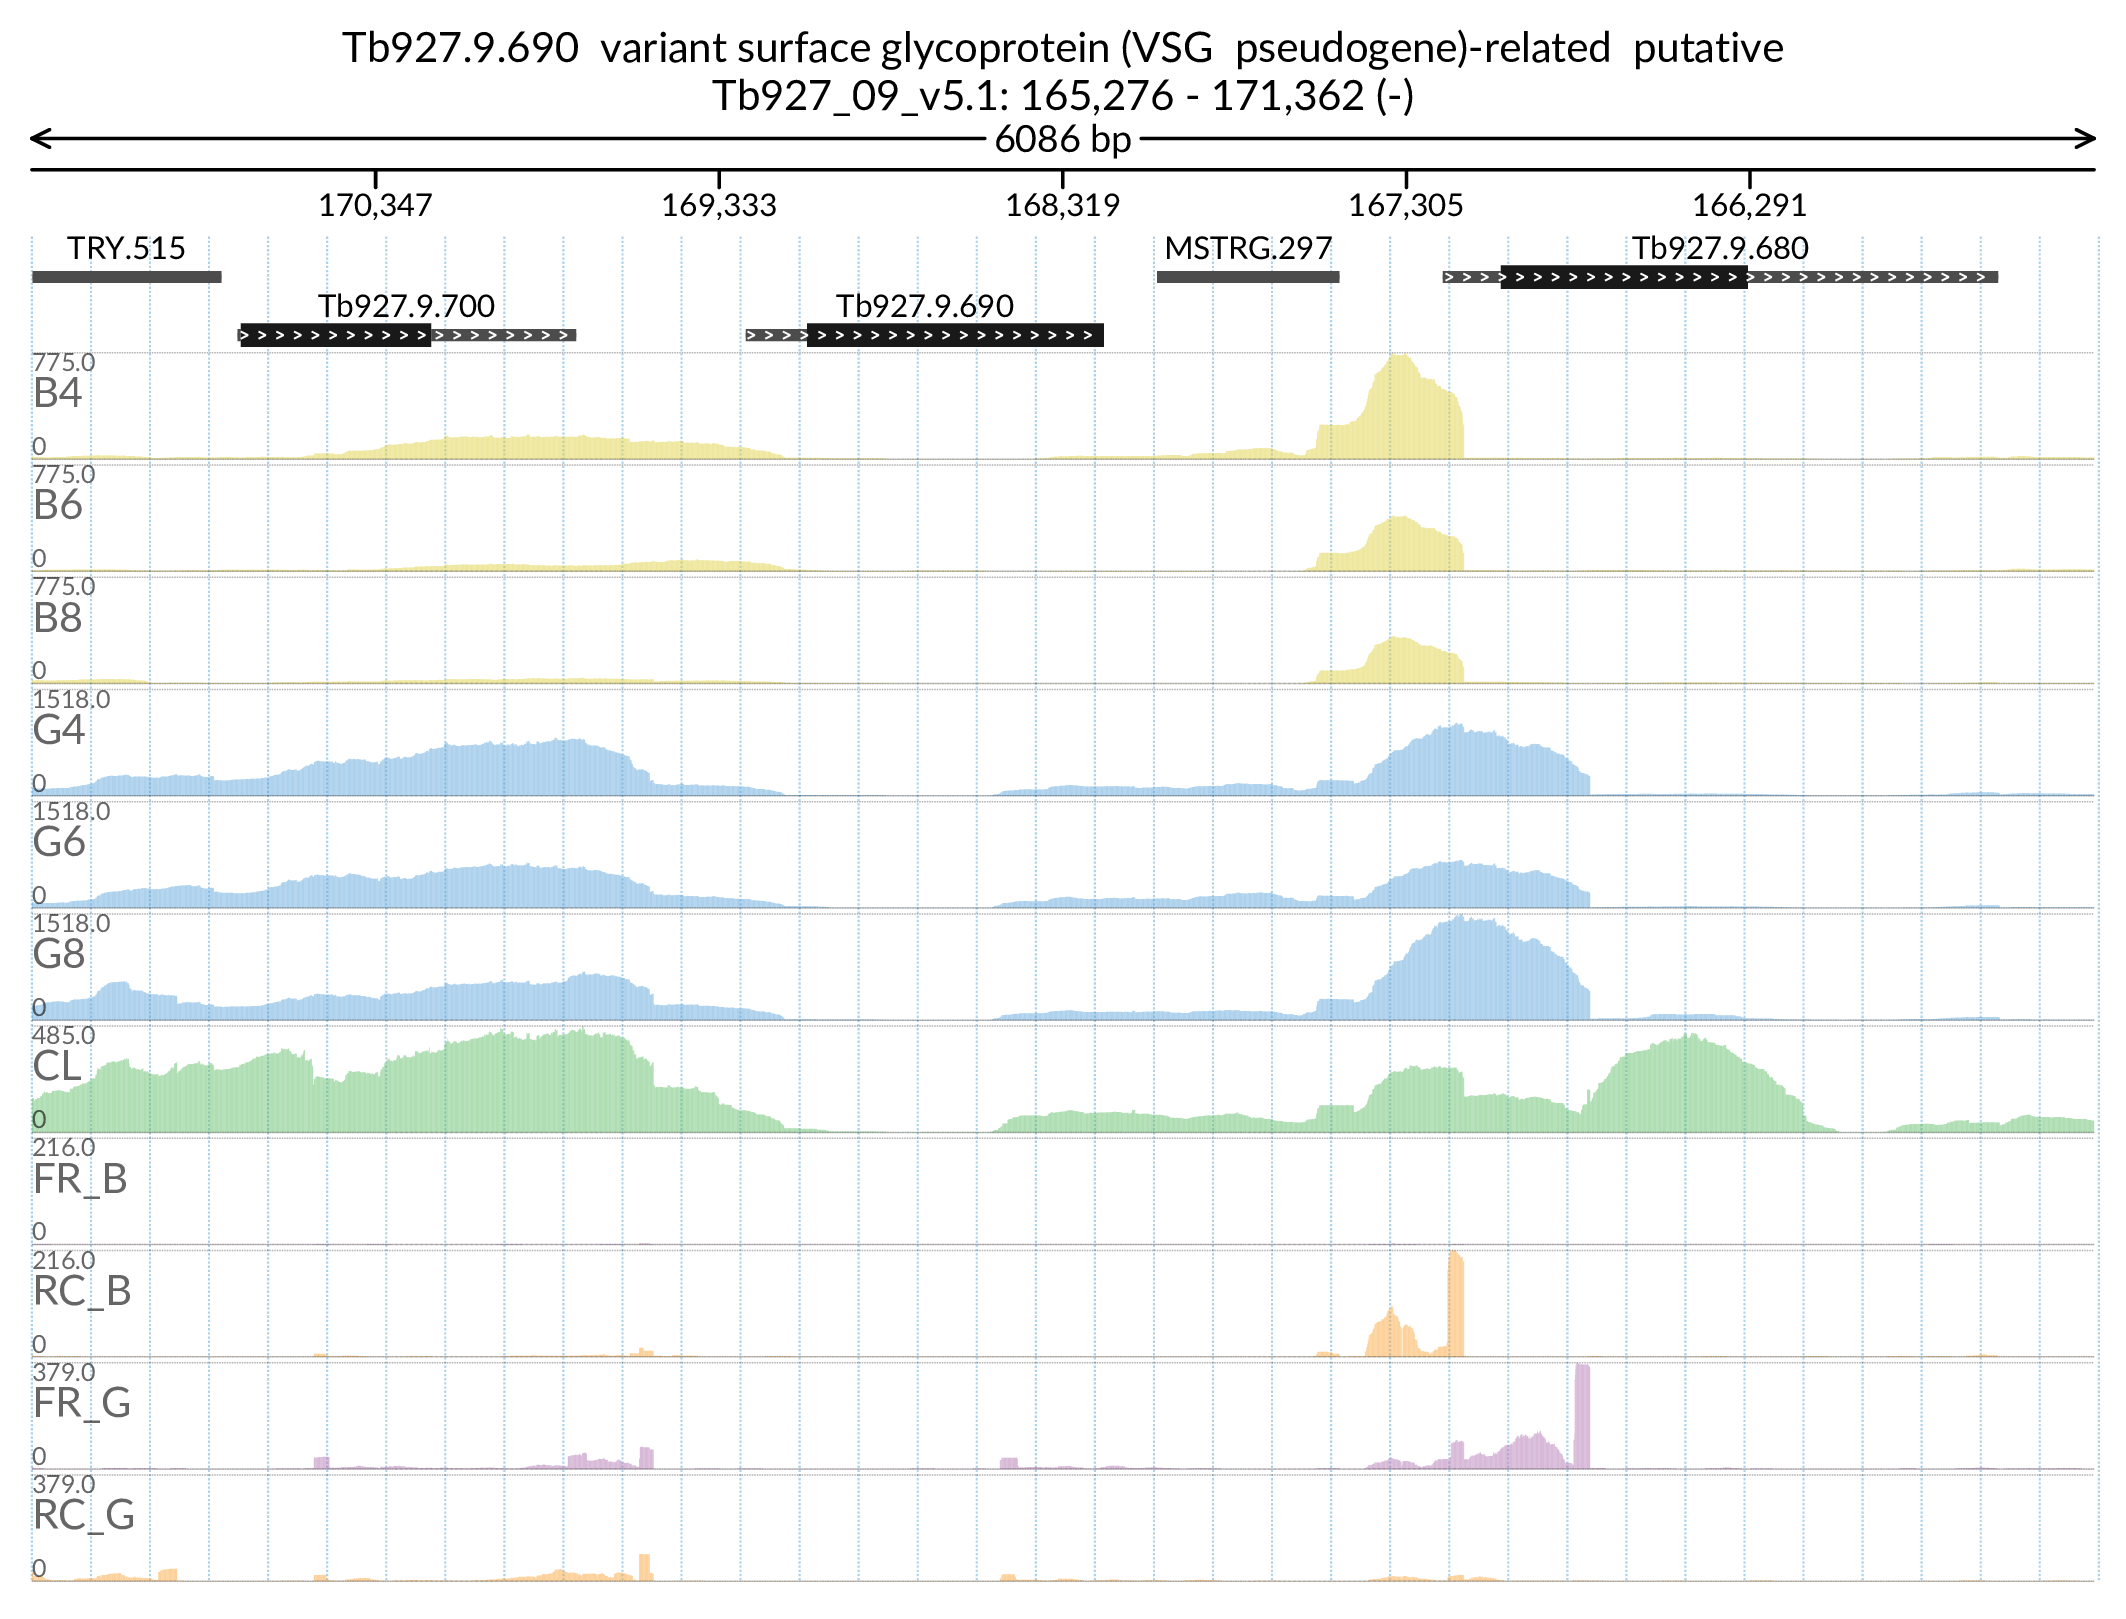 Tb927.9.690  variant surface glycoprotein (VSG  pseudogene)-related  putative
Tb927_09_v5.1: 165,276 - 171,362 (-)
6086 bp
170,347 169,333 168,319 167,305 166,291
TRY.515 MSTRG.297 Tb927.9.680
Tb927.9.700 Tb927.9.690
775.0
B4
0
775.0
B6
0
775.0
B8
0
1518.0
G4
0
1518.0
G6
0
1518.0
G8
0
485.0
CL
0
216.0
FR_B
0
216.0
RC_B
0
379.0
FR_G
0
379.0
RC_G
0